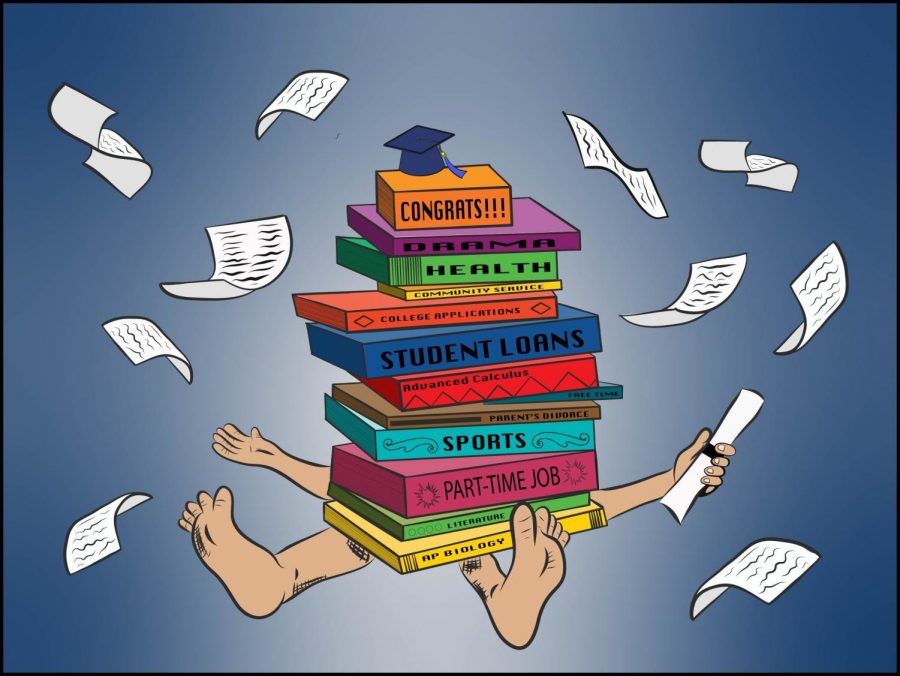 CONGRATS!!!
DRAMA
HEALTH
COMMUNITY SERVICE
COLLEGE APPLICATIONS
STUDENT LOANS
Advanced Calculus
FREE TIME
PARENT'S DIVORCE
SPORTS
PART-TIME JOB
LITERATURE
AP BIOLOGY